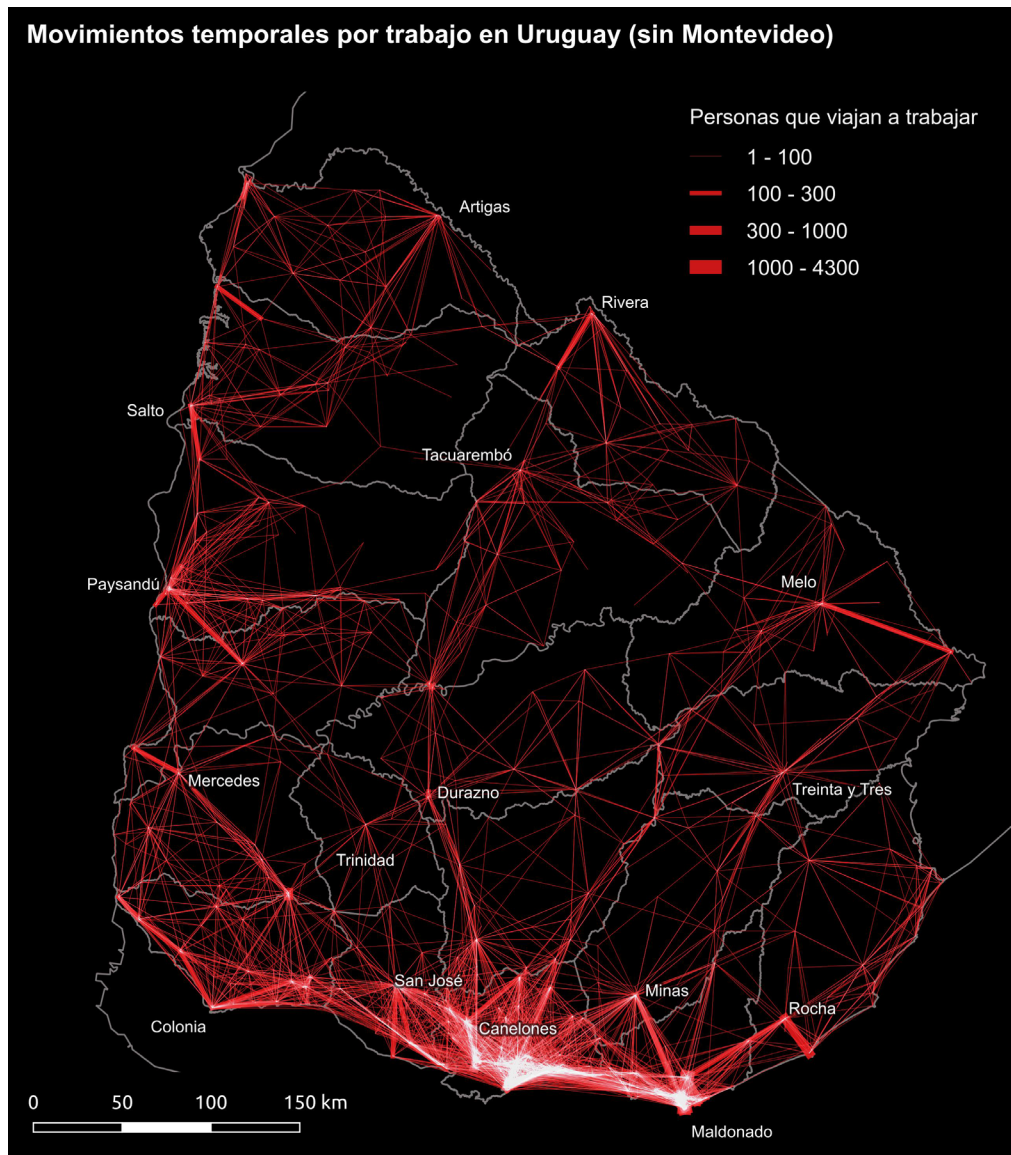 Movimientos temporales por trabajo en Uruguay (sin Montevideo)
Personas que viajan a trabajar
1 - 100
100 - 300
300 - 1000
1000 - 4300
Artigas
Rivera
Salto
Tacuarembó
Paysandú
Melo
Mercedes
Durazno
Treinta y Tres
Trinidad
San José
Minas
Rocha
Canelones
Colonia
0 50 100 150 km
Maldonado